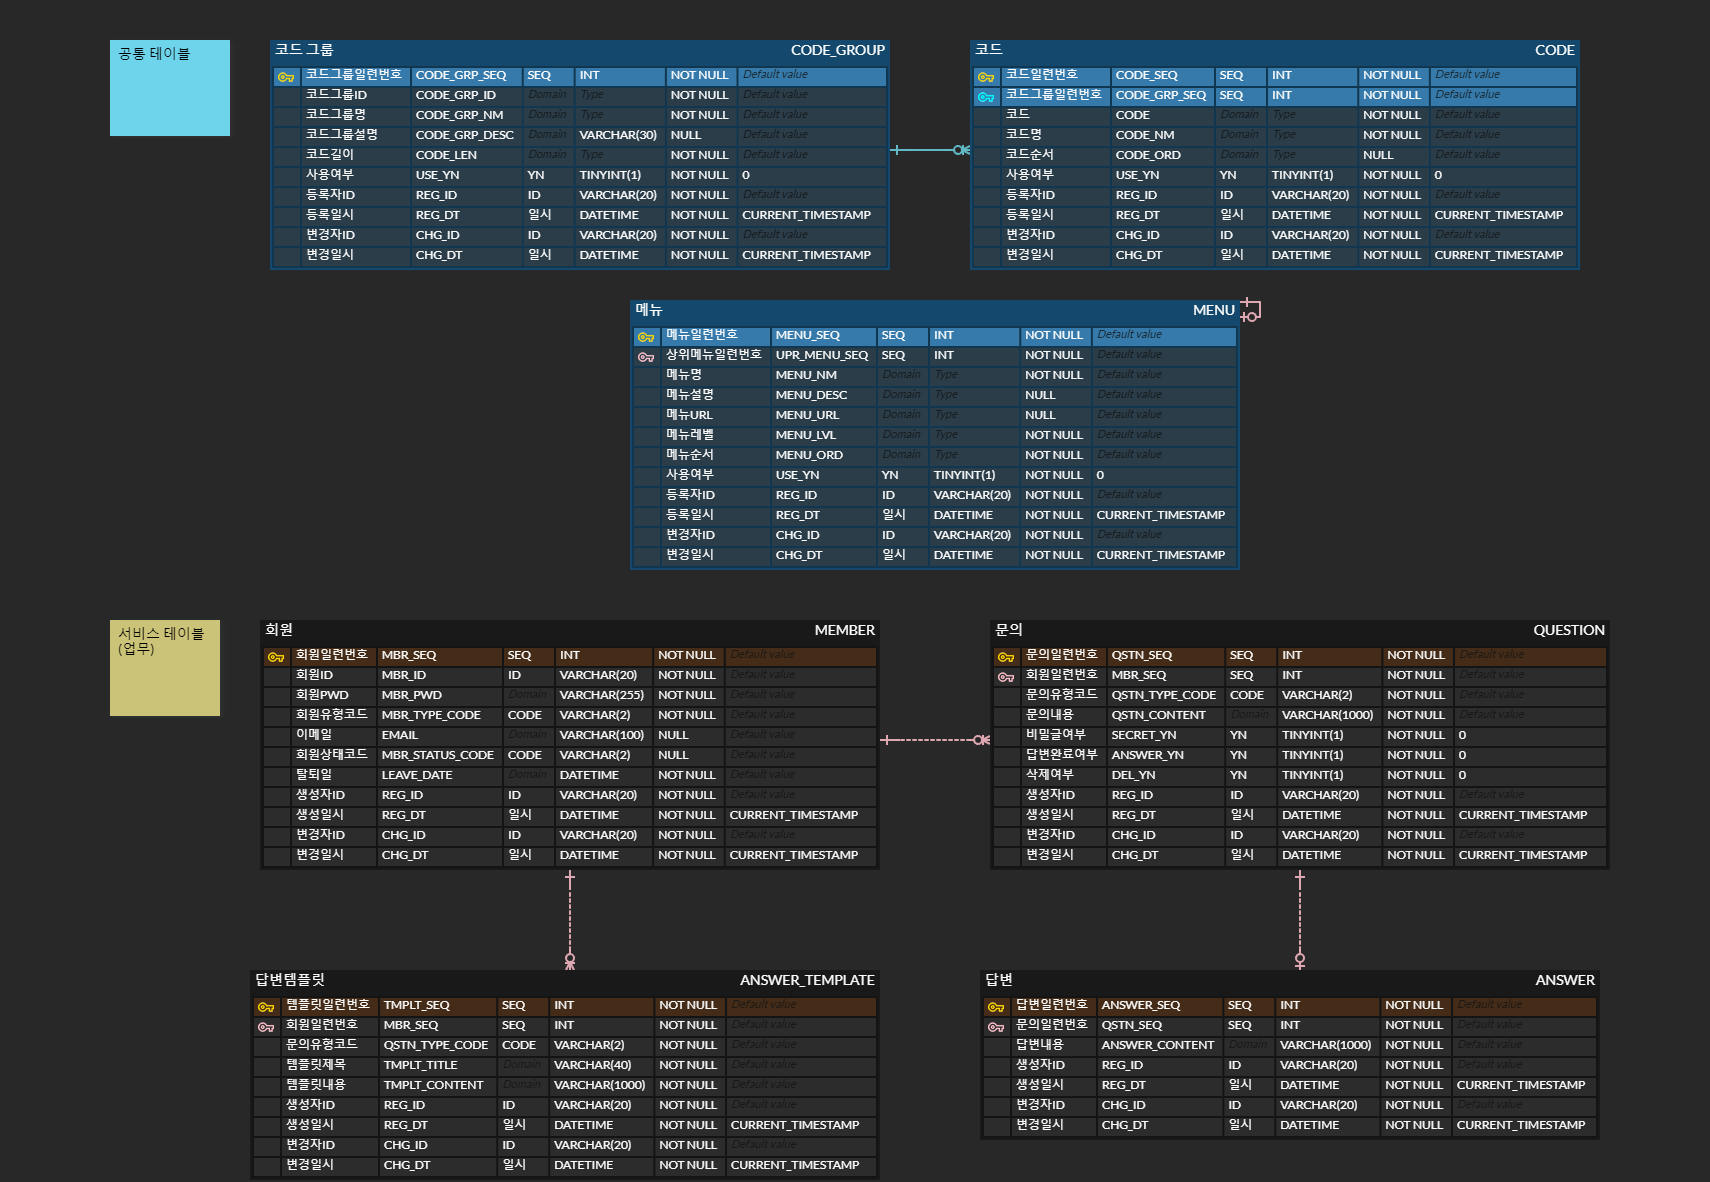 공통 테이블
코드 그룹 CODE_GROUP
코드그룹일련번호 CODE_GRP_SEQ SEQ INT NOT NULL Default value
코드그룹ID CODE_GRP_ID Domain Type NOT NULL Default value
코드그룹명 CODE_GRP_NM Domain Type NOT NULL Default value
코드그룹설명 CODE_GRP_DESC Domain VARCHAR(30) NULL Default value
코드길이 CODE_LEN Domain Type NOT NULL Default value
사용여부 USE_YN YN TINYINT(1) NOT NULL 0
등록자ID REG_ID ID VARCHAR(20) NOT NULL Default value
등록일시 REG_DT 일시 DATETIME NOT NULL CURRENT_TIMESTAMP
변경자ID CHG_ID ID VARCHAR(20) NOT NULL Default value
변경일시 CHG_DT 일시 DATETIME NOT NULL CURRENT_TIMESTAMP
코드 CODE
코드일련번호 CODE_SEQ SEQ INT NOT NULL Default value
코드그룹일련번호 CODE_GRP_SEQ SEQ INT NOT NULL Default value
코드 CODE Domain Type NOT NULL Default value
코드명 CODE_NM Domain Type NOT NULL Default value
코드순서 CODE_ORD Domain Type NULL Default value
사용여부 USE_YN YN TINYINT(1) NOT NULL 0
등록자ID REG_ID ID VARCHAR(20) NOT NULL Default value
등록일시 REG_DT 일시 DATETIME NOT NULL CURRENT_TIMESTAMP
변경자ID CHG_ID ID VARCHAR(20) NOT NULL Default value
변경일시 CHG_DT 일시 DATETIME NOT NULL CURRENT_TIMESTAMP
메뉴 MENU
메뉴일련번호 MENU_SEQ SEQ INT NOT NULL Default value
상위메뉴일련번호 UPR_MENU_SEQ SEQ INT NOT NULL Default value
메뉴명 MENU_NM Domain Type NOT NULL Default value
메뉴설명 MENU_DESC Domain Type NULL Default value
메뉴URL MENU_URL Domain Type NULL Default value
메뉴레벨 MENU_LVL Domain Type NOT NULL Default value
메뉴순서 MENU_ORD Domain Type NOT NULL Default value
사용여부 USE_YN YN TINYINT(1) NOT NULL 0
등록자ID REG_ID ID VARCHAR(20) NOT NULL Default value
등록일시 REG_DT 일시 DATETIME NOT NULL CURRENT_TIMESTAMP
변경자ID CHG_ID ID VARCHAR(20) NOT NULL Default value
변경일시 CHG_DT 일시 DATETIME NOT NULL CURRENT_TIMESTAMP
서비스 테이블
(업무)
회원 MEMBER
회원일련번호 MBR_SEQ SEQ INT NOT NULL Default value
회원ID MBR_ID ID VARCHAR(20) NOT NULL Default value
회원PWD MBR_PWD Domain VARCHAR(255) NOT NULL Default value
회원유형코드 MBR_TYPE_CODE CODE VARCHAR(2) NOT NULL Default value
이메일 EMAIL Domain VARCHAR(100) NULL Default value
회원상태코드 MBR_STATUS_CODE CODE VARCHAR(2) NULL Default value
탈퇴일 LEAVE_DATE Domain DATETIME NOT NULL Default value
생성자ID REG_ID ID VARCHAR(20) NOT NULL Default value
생성일시 REG_DT 일시 DATETIME NOT NULL CURRENT_TIMESTAMP
변경자ID CHG_ID ID VARCHAR(20) NOT NULL Default value
변경일시 CHG_DT 일시 DATETIME NOT NULL CURRENT_TIMESTAMP
문의 QUESTION
문의일련번호 QSTN_SEQ SEQ INT NOT NULL Default value
회원일련번호 MBR_SEQ SEQ INT NOT NULL Default value
문의유형코드 QSTN_TYPE_CODE CODE VARCHAR(2) NOT NULL Default value
문의내용 QSTN_CONTENT Domain VARCHAR(1000) NOT NULL Default value
비밀글여부 SECRET_YN YN TINYINT(1) NOT NULL 0
답변완료여부 ANSWER_YN YN TINYINT(1) NOT NULL 0
삭제여부 DEL_YN YN TINYINT(1) NOT NULL 0
생성자ID REG_ID ID VARCHAR(20) NOT NULL Default value
생성일시 REG_DT 일시 DATETIME NOT NULL CURRENT_TIMESTAMP
변경자ID CHG_ID ID VARCHAR(20) NOT NULL Default value
변경일시 CHG_DT 일시 DATETIME NOT NULL CURRENT_TIMESTAMP
답변템플릿 ANSWER_TEMPLATE
템플릿일련번호 TMPLT_SEQ SEQ INT NOT NULL Default value
회원일련번호 MBR_SEQ SEQ INT NOT NULL Default value
문의유형코드 QSTN_TYPE_CODE CODE VARCHAR(2) NOT NULL Default value
템플릿제목 TMPLT_TITLE Domain VARCHAR(40) NOT NULL Default value
템플릿내용 TMPLT_CONTENT Domain VARCHAR(1000) NOT NULL Default value
생성자ID REG_ID ID VARCHAR(20) NOT NULL Default value
생성일시 REG_DT 일시 DATETIME NOT NULL CURRENT_TIMESTAMP
변경자ID CHG_ID ID VARCHAR(20) NOT NULL Default value
변경일시 CHG_DT 일시 DATETIME NOT NULL CURRENT_TIMESTAMP
답변 ANSWER
답변일련번호 ANSWER_SEQ SEQ INT NOT NULL Default value
문의일련번호 QSTN_SEQ SEQ INT NOT NULL Default value
답변내용 ANSWER_CONTENT Domain VARCHAR(1000) NOT NULL Default value
생성자ID REG_ID ID VARCHAR(20) NOT NULL Default value
생성일시 REG_DT 일시 DATETIME NOT NULL CURRENT_TIMESTAMP
변경자ID CHG_ID ID VARCHAR(20) NOT NULL Default value
변경일시 CHG_DT 일시 DATETIME NOT NULL CURRENT_TIMESTAMP